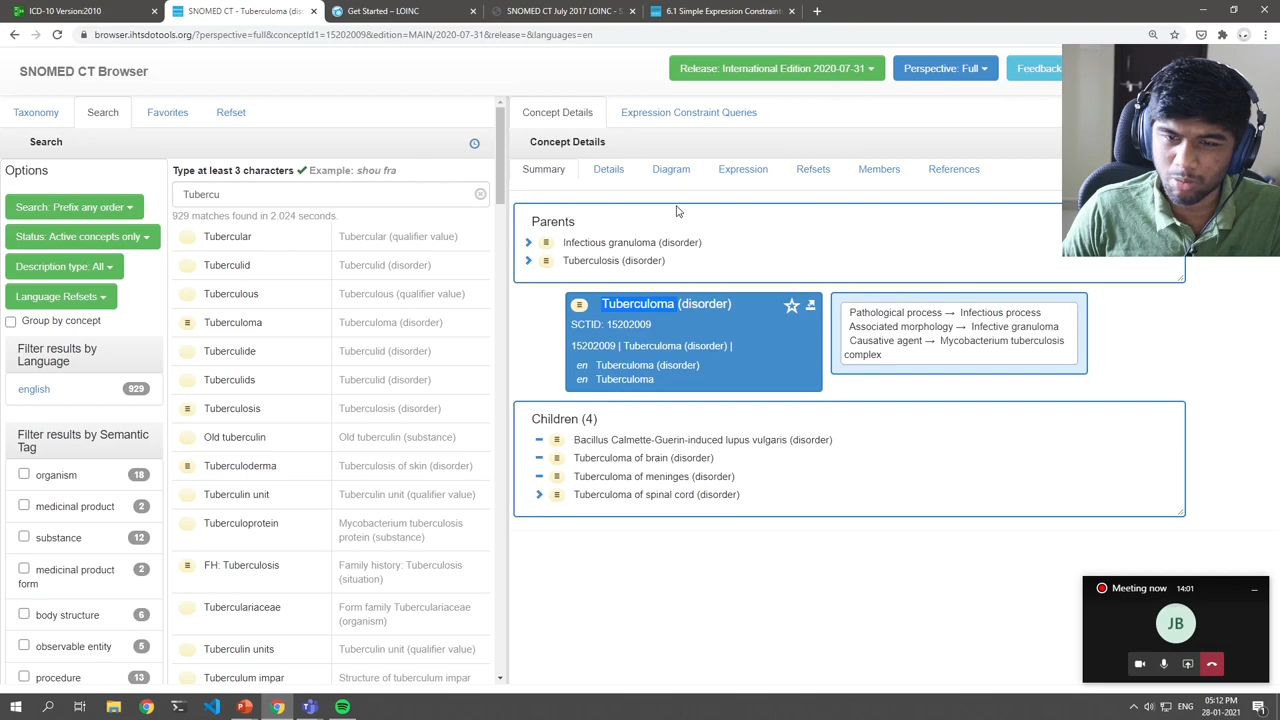 ICD-10 Version:2010
SNOMED CT - Tuberculoma (diso
Get Started – LOINC
SNOMED CT July 2017 LOINC - S
6.1 Simple Expression Constraint
browser.ihtsdotools.org/?perspective=full&conceptId1=15202009&edition=MAIN/2020-07-31&release=&languages=en
SNOMED CT Browser
Release: International Edition 2020-07-31
Perspective: Full
Feedback
Taxonomy
Search
Favorites
Refset
Concept Details
Expression Constraint Queries
Search
Concept Details
Options
Search: Prefix any order
Status: Active concepts only
Description type: All
Language Refsets
Group by concept
Filter results by
Language
english 929
Filter results by Semantic
Tag
organism 18
medicinal product 2
substance 12
medicinal product
form 2
body structure 6
observable entity 5
procedure 13
Type at least 3 characters Example: shou fra
Tubercu
929 matches found in 2.024 seconds.
Tubercular Tubercular (qualifier value)
Tuberculid Tuberculid (disorder)
Tuberculous Tuberculous (qualifier value)
Tuberculoma Tuberculoma (disorder)
Tuberculide Tuberculid (disorder)
Tuberculids Tuberculid (disorder)
Tuberculosis Tuberculosis (disorder)
Old tuberculin Old tuberculin (substance)
Tuberculoderma Tuberculosis of skin (disorder)
Tuberculin unit Tuberculin unit (qualifier value)
Tuberculoprotein Mycobacterium tuberculosis
protein (substance)
FH: Tuberculosis Family history: Tuberculosis
(situation)
Tuberculariaceae Form family Tuberculariaceae
(organism)
Tuberculin units Tuberculin unit (qualifier value)
Tuberculum impar Structure of tuberculum impar
Summary
Details
Diagram
Expression
Refsets
Members
References
Parents
Infectious granuloma (disorder)
Tuberculosis (disorder)
Tuberculoma (disorder)
SCTID: 15202009
15202009 | Tuberculoma (disorder) |
en Tuberculoma (disorder)
en Tuberculoma
Pathological process → Infectious process
Associated morphology → Infective granuloma
Causative agent → Mycobacterium tuberculosis
complex
Children (4)
Bacillus Calmette-Guerin-induced lupus vulgaris (disorder)
Tuberculoma of brain (disorder)
Tuberculoma of meninges (disorder)
Tuberculoma of spinal cord (disorder)
Meeting now 14:01
JB
ENG
05:12 PM
28-01-2021
1